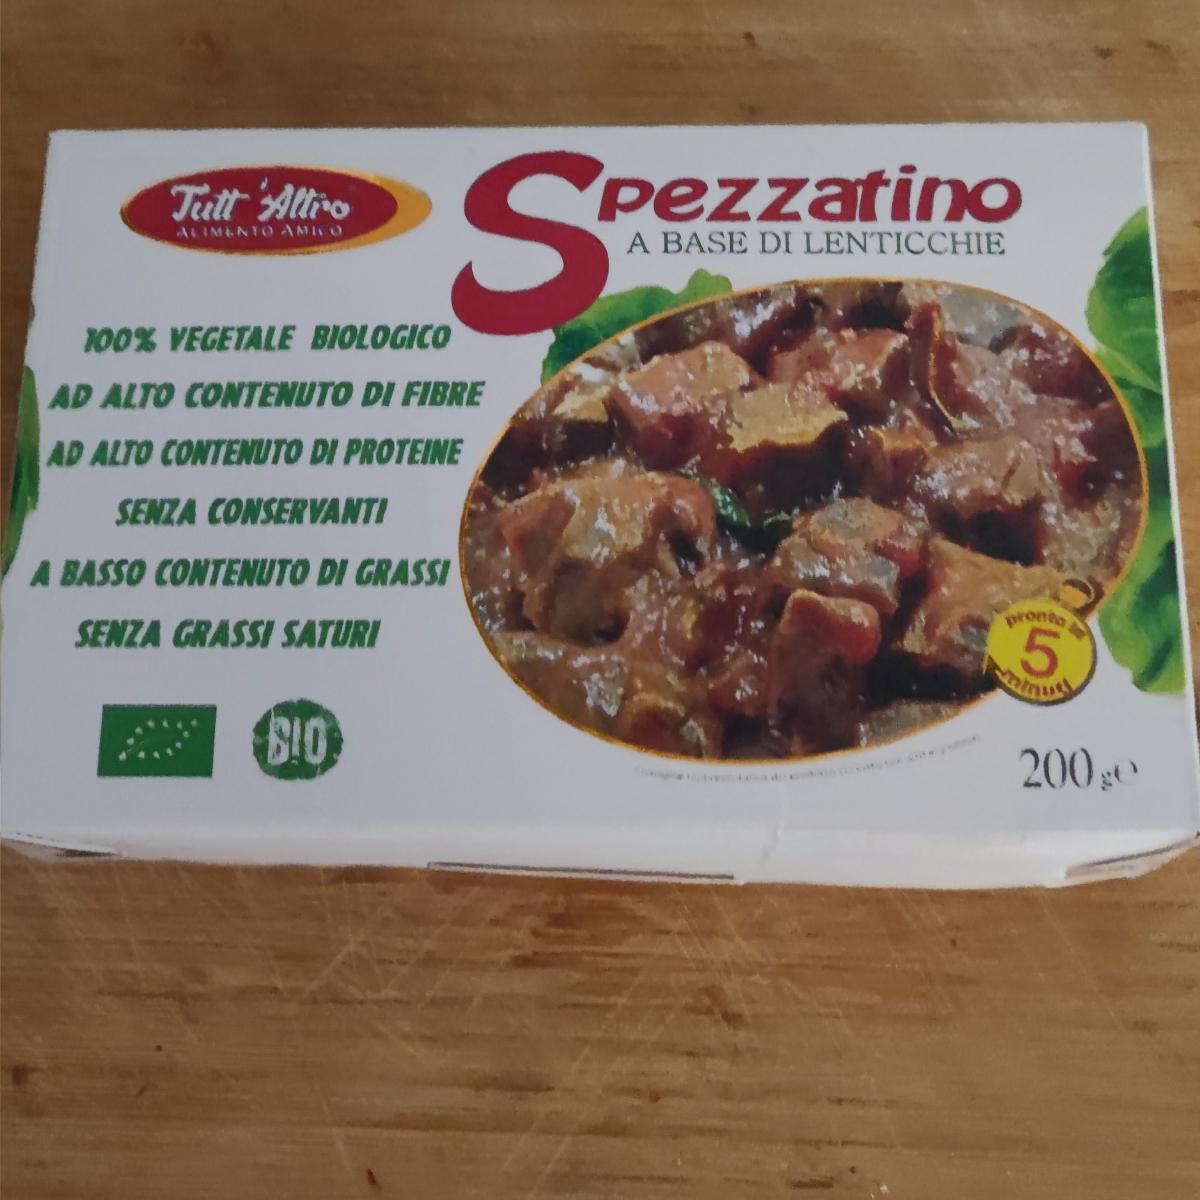 Tutt'Altro
ALIMENTO AMICO
Spezzatino
A BASE DI LENTICCHIE
100% VEGETALE BIOLOGICO
AD ALTO CONTENUTO DI FIBRE
AD ALTO CONTENUTO DI PROTEINE
SENZA CONSERVANTI
A BASSO CONTENUTO DI GRASSI
SENZA GRASSI SATURI
BIO
pronto in
5
minuti
200 g e